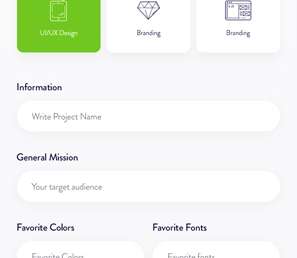 UI/UX Design
Branding
Branding
Information
Write Project Name
General Mission
Your target audience
Favorite Colors
Favorite Fonts
Favorite Colors
Favorite fonts